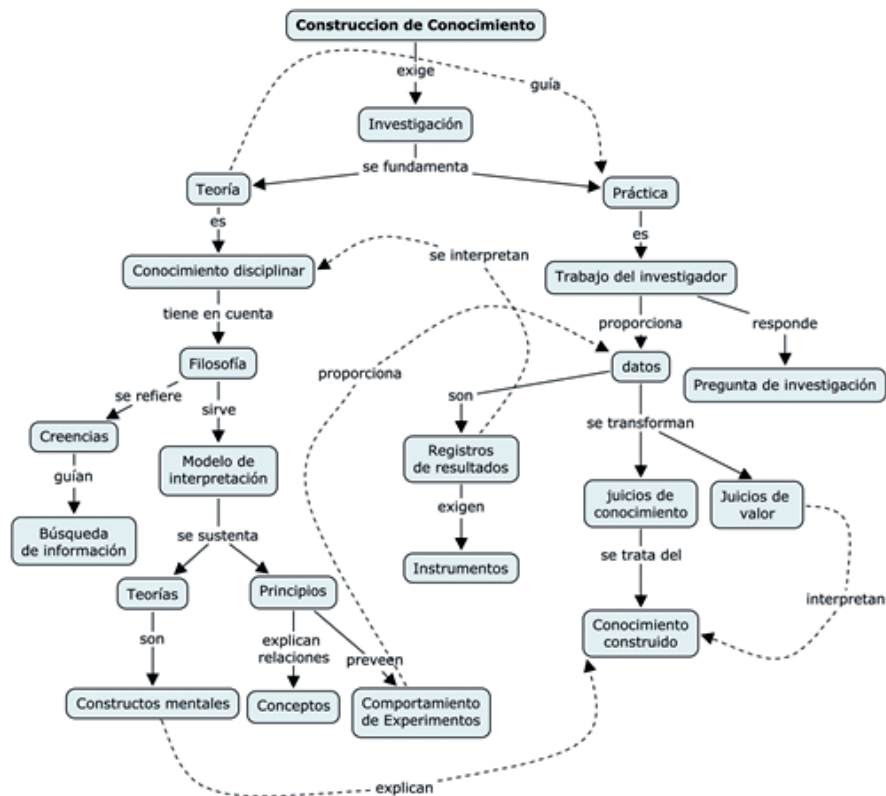 Construccion de Conocimiento
exige
guía
Investigación
se fundamenta
Teoría
Práctica
es
es
se interpretan
Conocimiento disciplinar
Trabajo del investigador
tiene en cuenta
proporciona
responde
Filosofía
proporciona
datos
Pregunta de investigación
se refiere
sirve
son
se transforman
Creencias
Modelo de
interpretación
Registros
de resultados
guían
juicios de
conocimiento
Juicios de
valor
exigen
Búsqueda
de información
se sustenta
se trata del
Instrumentos
Teorías
Principios
interpretan
son
explican
relaciones
preveen
Conocimiento
construido
Constructos mentales
Conceptos
Comportamiento
de Experimentos
explican